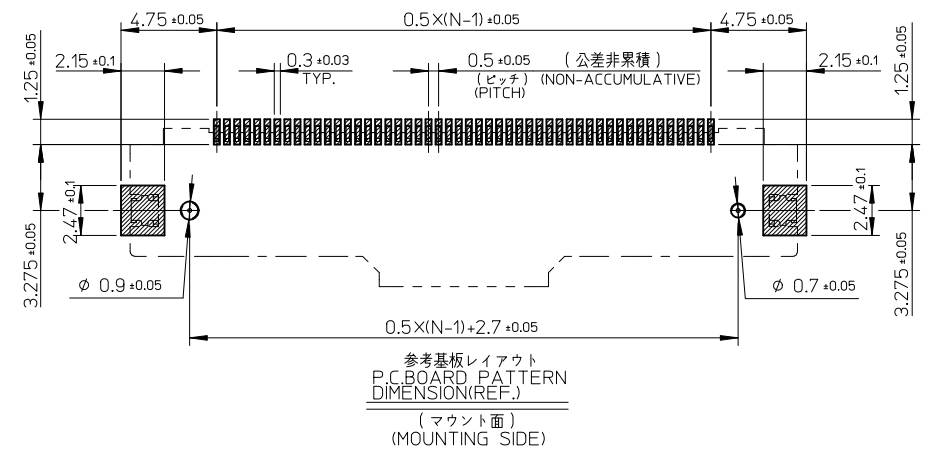 4.75 ±0.05
0.5×(N-1)±0.05
4.75 ±0.05
1.25 ±0.05
2.15 ±0.1
0.3 ±0.03
TYP.
0.5 ±0.05
(ピッチ)
(PITCH)
(公差非累積)
(NON-ACCUMULATIVE)
2.15 ±0.1
1.25 ±0.05
2.47 ±0.1
3.275 ±0.05
2.47 ±0.1
3.275 ±0.05
φ 0.9 ±0.05
φ 0.7 ±0.05
0.5×(N-1)+2.7 ±0.05
参考基板レイアウト
P.C.BOARD PATTERN
DIMENSION(REF.)
(マウント面)
(MOUNTING SIDE)